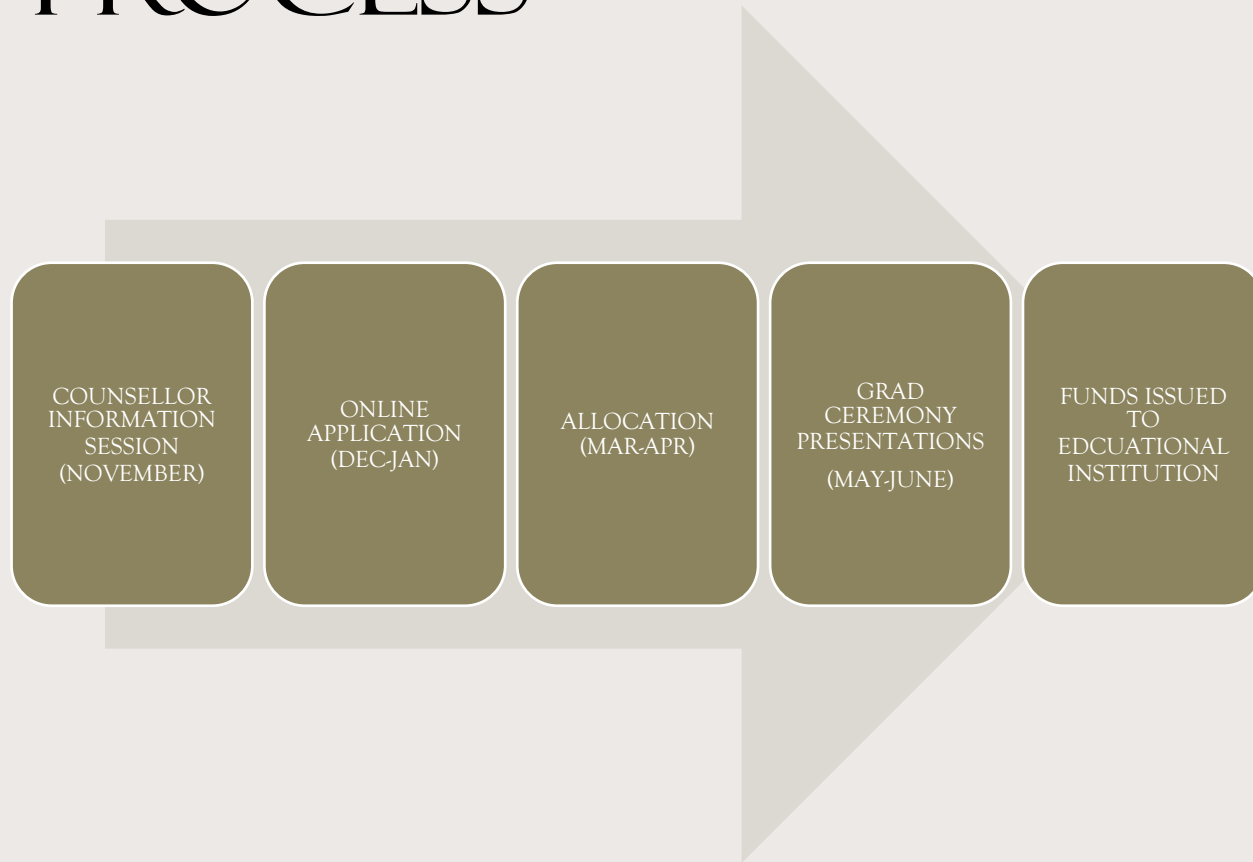 PROCESS
COUNSELLOR
INFORMATION
SESSION
(NOVEMBER)
ONLINE
APPLICATION
(DEC-JAN)
ALLOCATION
(MAR-APR)
GRAD
CEREMONY
PRESENTATIONS
(MAY-JUNE)
FUNDS ISSUED
TO
EDCUATIONAL
INSTITUTION